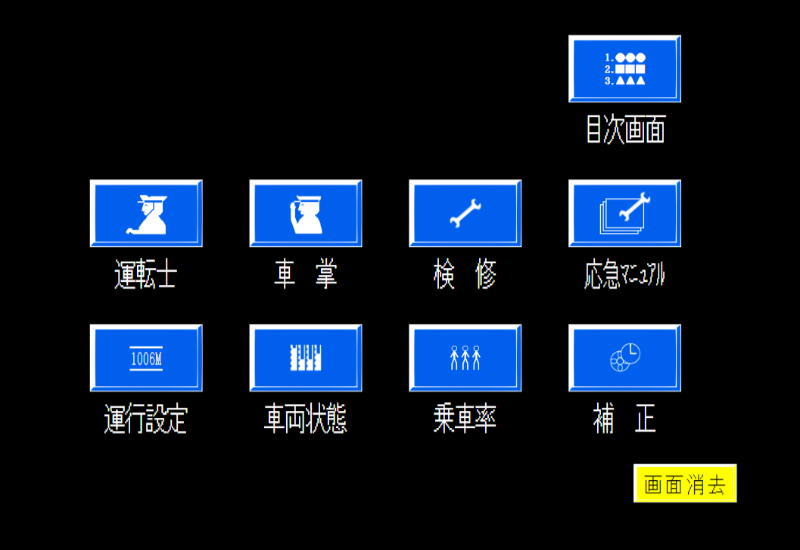 1.●●●
2.■■■
3.▲▲▲
目次画面
運転士
車 掌
検 修
応急ﾏﾆｭｱﾙ
1006M
運行設定
車両状態
乗車率
補 正
画面消去